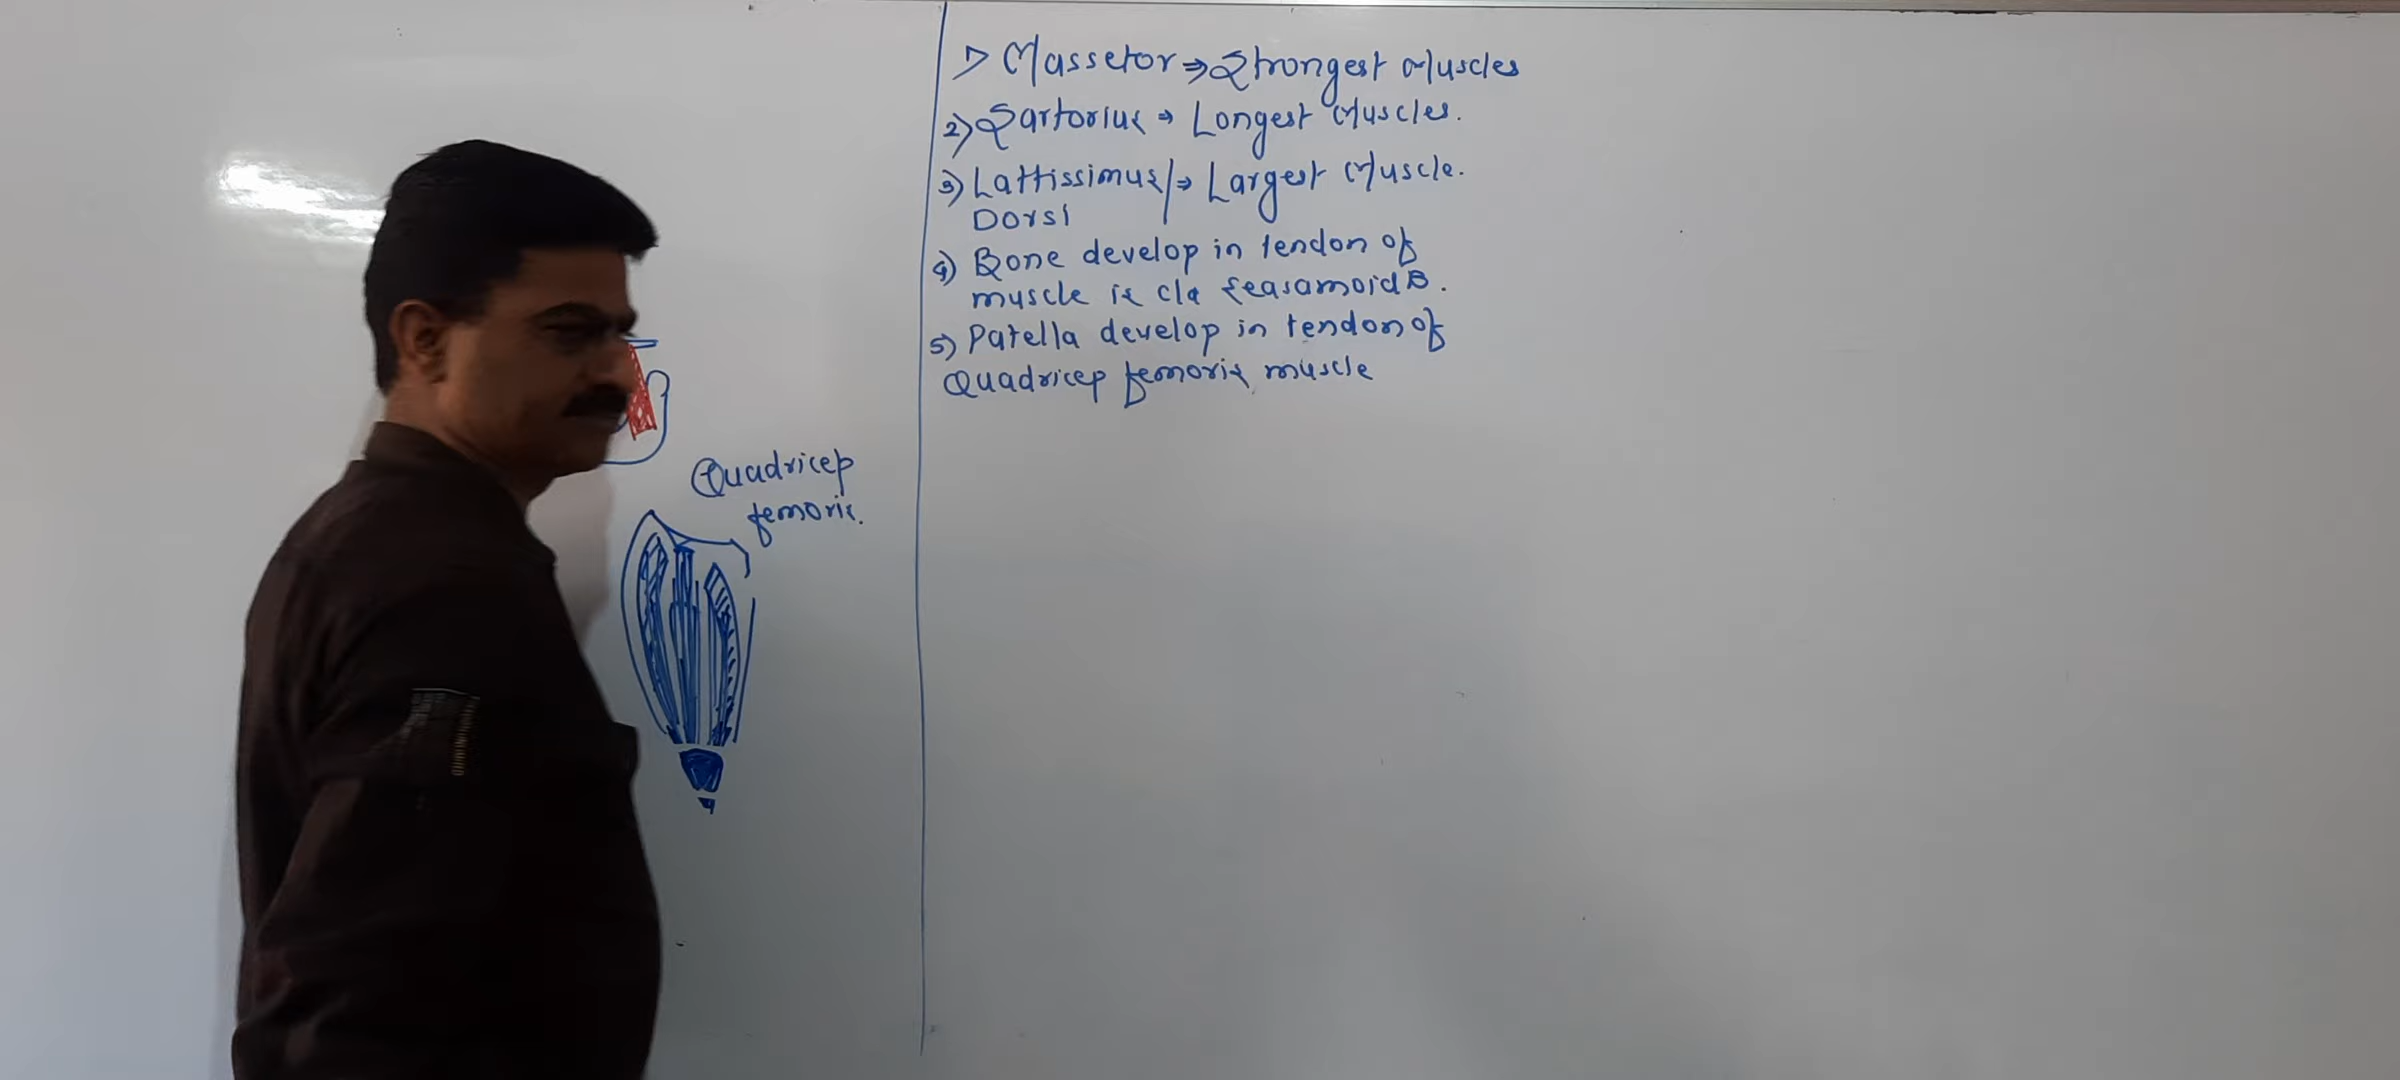 1) Massetor ⇒ Strongest Muscles
2) Sartorius ⇒ Longest Muscles.
3) Lattissimus ⇒ Largest Muscle.
Dorsi
4) Bone develop in tendon of
muscle is c/a Seasamoid B.
5) Patella develop in tendon of
Quadricep femoris muscle
Quadricep
femoris.